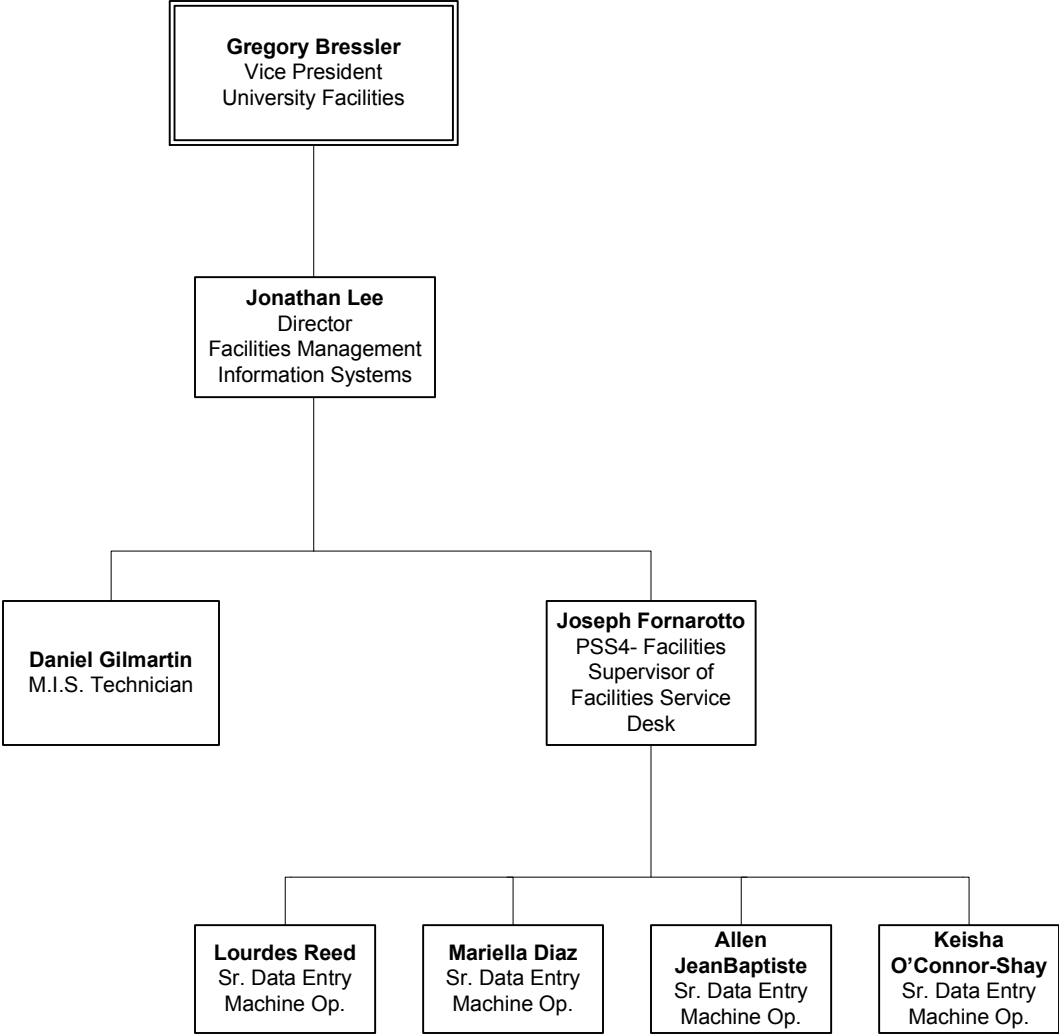 Gregory Bressler
Vice President
University Facilities
Jonathan Lee
Director
Facilities Management
Information Systems
Daniel Gilmartin
M.I.S. Technician
Joseph Fornarotto
PSS4- Facilities
Supervisor of
Facilities Service
Desk
Lourdes Reed
Sr. Data Entry
Machine Op.
Mariella Diaz
Sr. Data Entry
Machine Op.
Allen
JeanBaptiste
Sr. Data Entry
Machine Op.
Keisha
O’Connor-Shay
Sr. Data Entry
Machine Op.